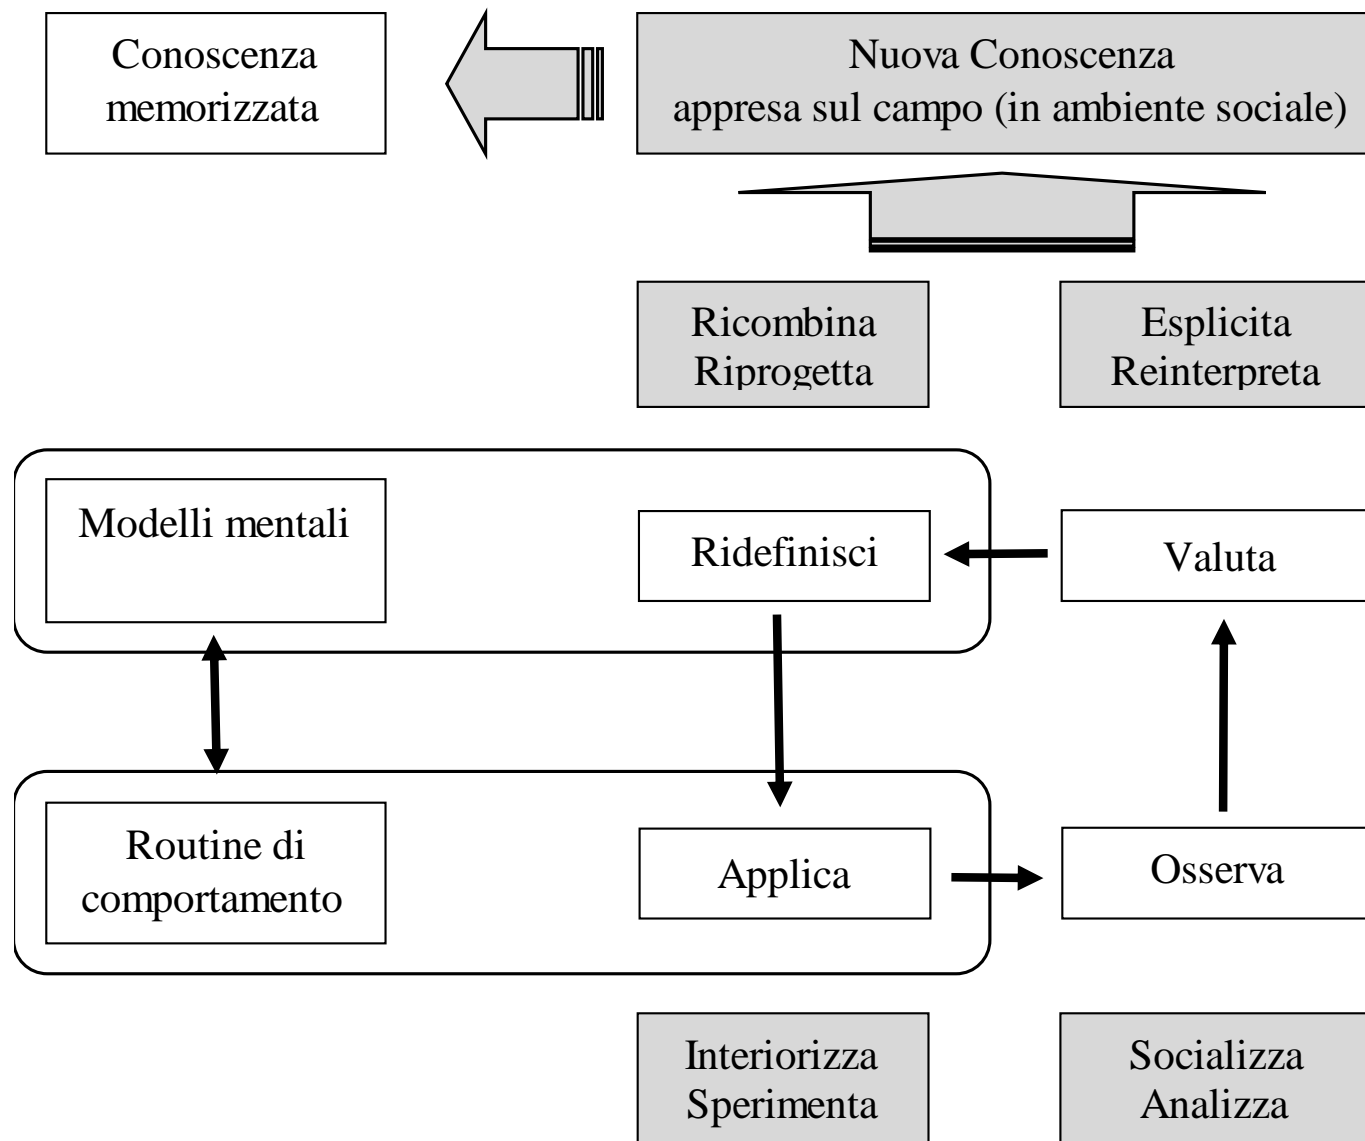 Conoscenza
memorizzata
Nuova Conoscenza
appresa sul campo (in ambiente sociale)
Ricombina
Riprogetta
Esplicita
Reinterpreta
Modelli mentali
Ridefinisci
Valuta
Routine di
comportamento
Applica
Osserva
Interiorizza
Sperimenta
Socializza
Analizza